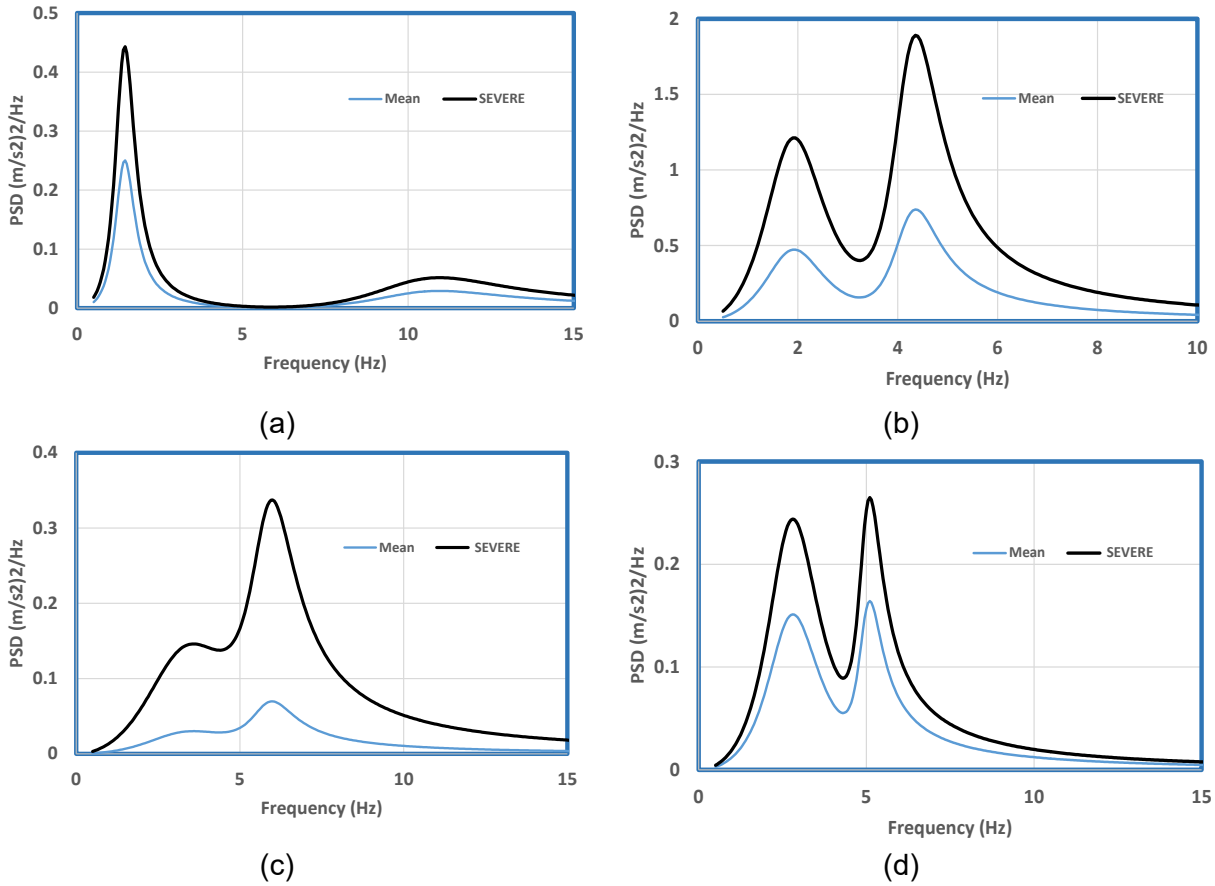 0.5
0.4
0.3
0.2
0.1
0
PSD (m/s2)2/Hz
Mean SEVERE
0 5 10 15
Frequency (Hz)
(a)
2
1.5
1
0.5
0
PSD (m/s2)2/Hz
Mean SEVERE
0 2 4 6 8 10
Frequency (Hz)
(b)
0.4
0.3
0.2
0.1
0
PSD (m/s2)2/Hz
Mean SEVERE
0 5 10 15
Frequency (Hz)
(c)
0.3
0.2
0.1
0
PSD (m/s2)2/Hz
Mean SEVERE
0 5 10 15
Frequency (Hz)
(d)